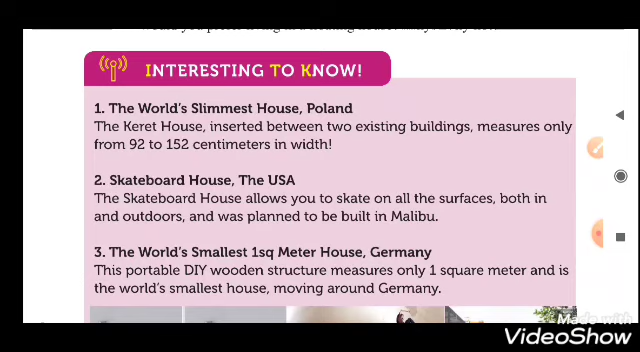 INTERESTING TO KNOW!
1. The World's Slimmest House, Poland
The Keret House, inserted between two existing buildings, measures only
from 92 to 152 centimeters in width!
2. Skateboard House, The USA
The Skateboard House allows you to skate on all the surfaces, both in
and outdoors, and was planned to be built in Malibu.
3. The World's Smallest 1sq Meter House, Germany
This portable DIY wooden structure measures only 1 square meter and is
the world's smallest house, moving around Germany.
Made with
VideoShow